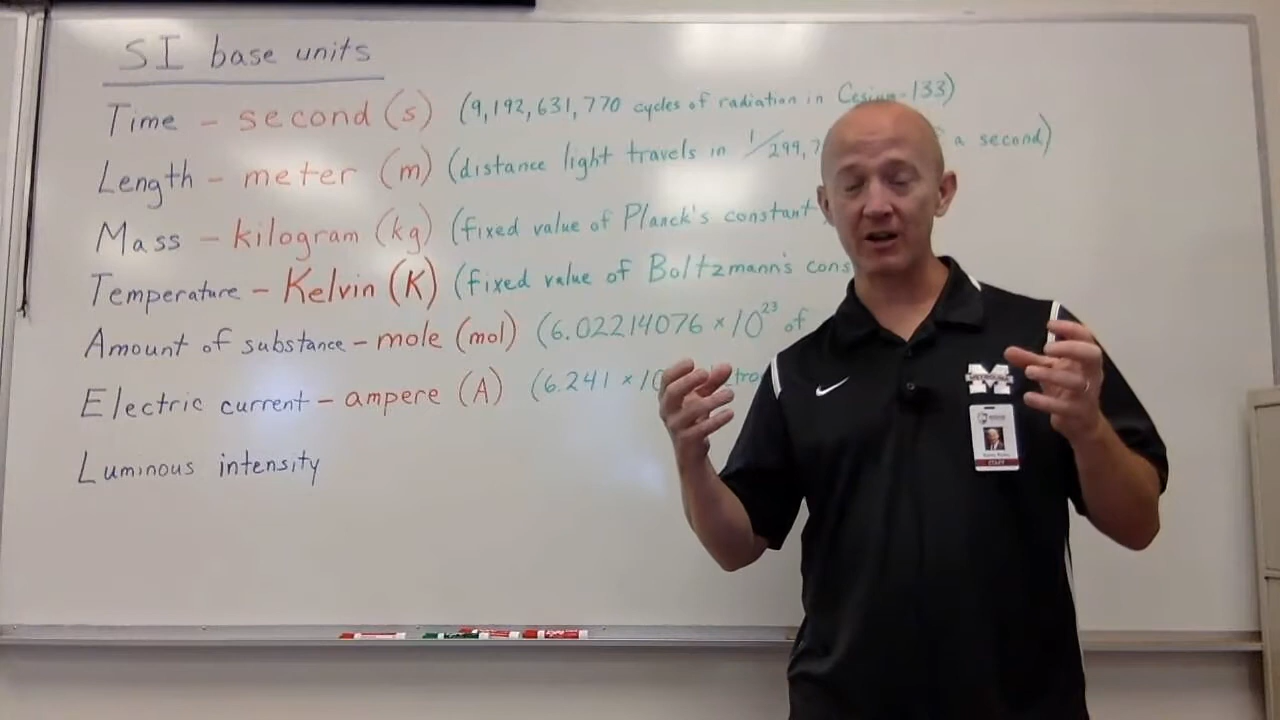 SI base units
Time - second (s) (9,192,631,770 cycles of radiation in Cesium-133)
Length - meter (m) (distance light travels in 1/299,7 a second)
Mass - kilogram (kg) (fixed value of Planck's constant
Temperature - Kelvin (K) (fixed value of Boltzmann's cons
Amount of substance - mole (mol) (6.02214076 × 10²³ of
Electric current - ampere (A) (6.241 × 10
Luminous intensity
M
STAFF